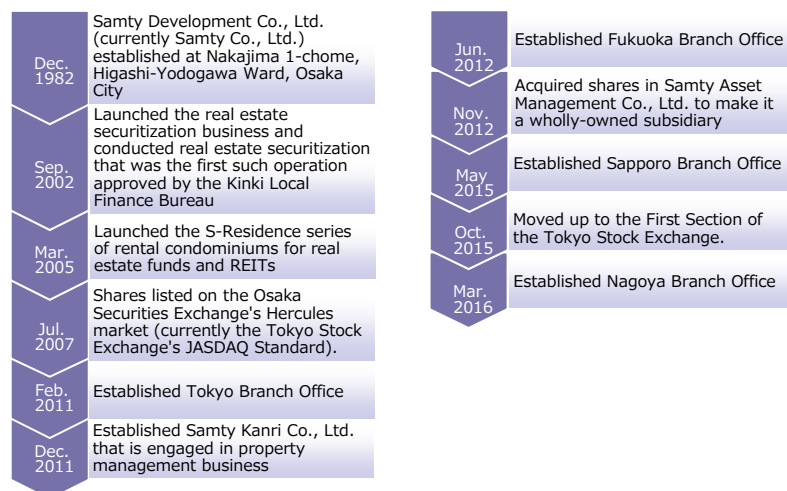 Dec.
1982
Samty Development Co., Ltd.
(currently Samty Co., Ltd.)
established at Nakajima 1-chome,
Higashi-Yodogawa Ward, Osaka
City
Sep.
2002
Launched the real estate
securitization business and
conducted real estate securitization
that was the first such operation
approved by the Kinki Local
Finance Bureau
Mar.
2005
Launched the S-Residence series
of rental condominiums for real
estate funds and REITs
Jul.
2007
Shares listed on the Osaka
Securities Exchange's Hercules
market (currently the Tokyo Stock
Exchange's JASDAQ Standard).
Feb.
2011
Established Tokyo Branch Office
Dec.
2011
Established Samty Kanri Co., Ltd.
that is engaged in property
management business
Jun.
2012
Established Fukuoka Branch Office
Nov.
2012
Acquired shares in Samty Asset
Management Co., Ltd. to make it
a wholly-owned subsidiary
May
2015
Established Sapporo Branch Office
Oct.
2015
Moved up to the First Section of
the Tokyo Stock Exchange.
Mar.
2016
Established Nagoya Branch Office